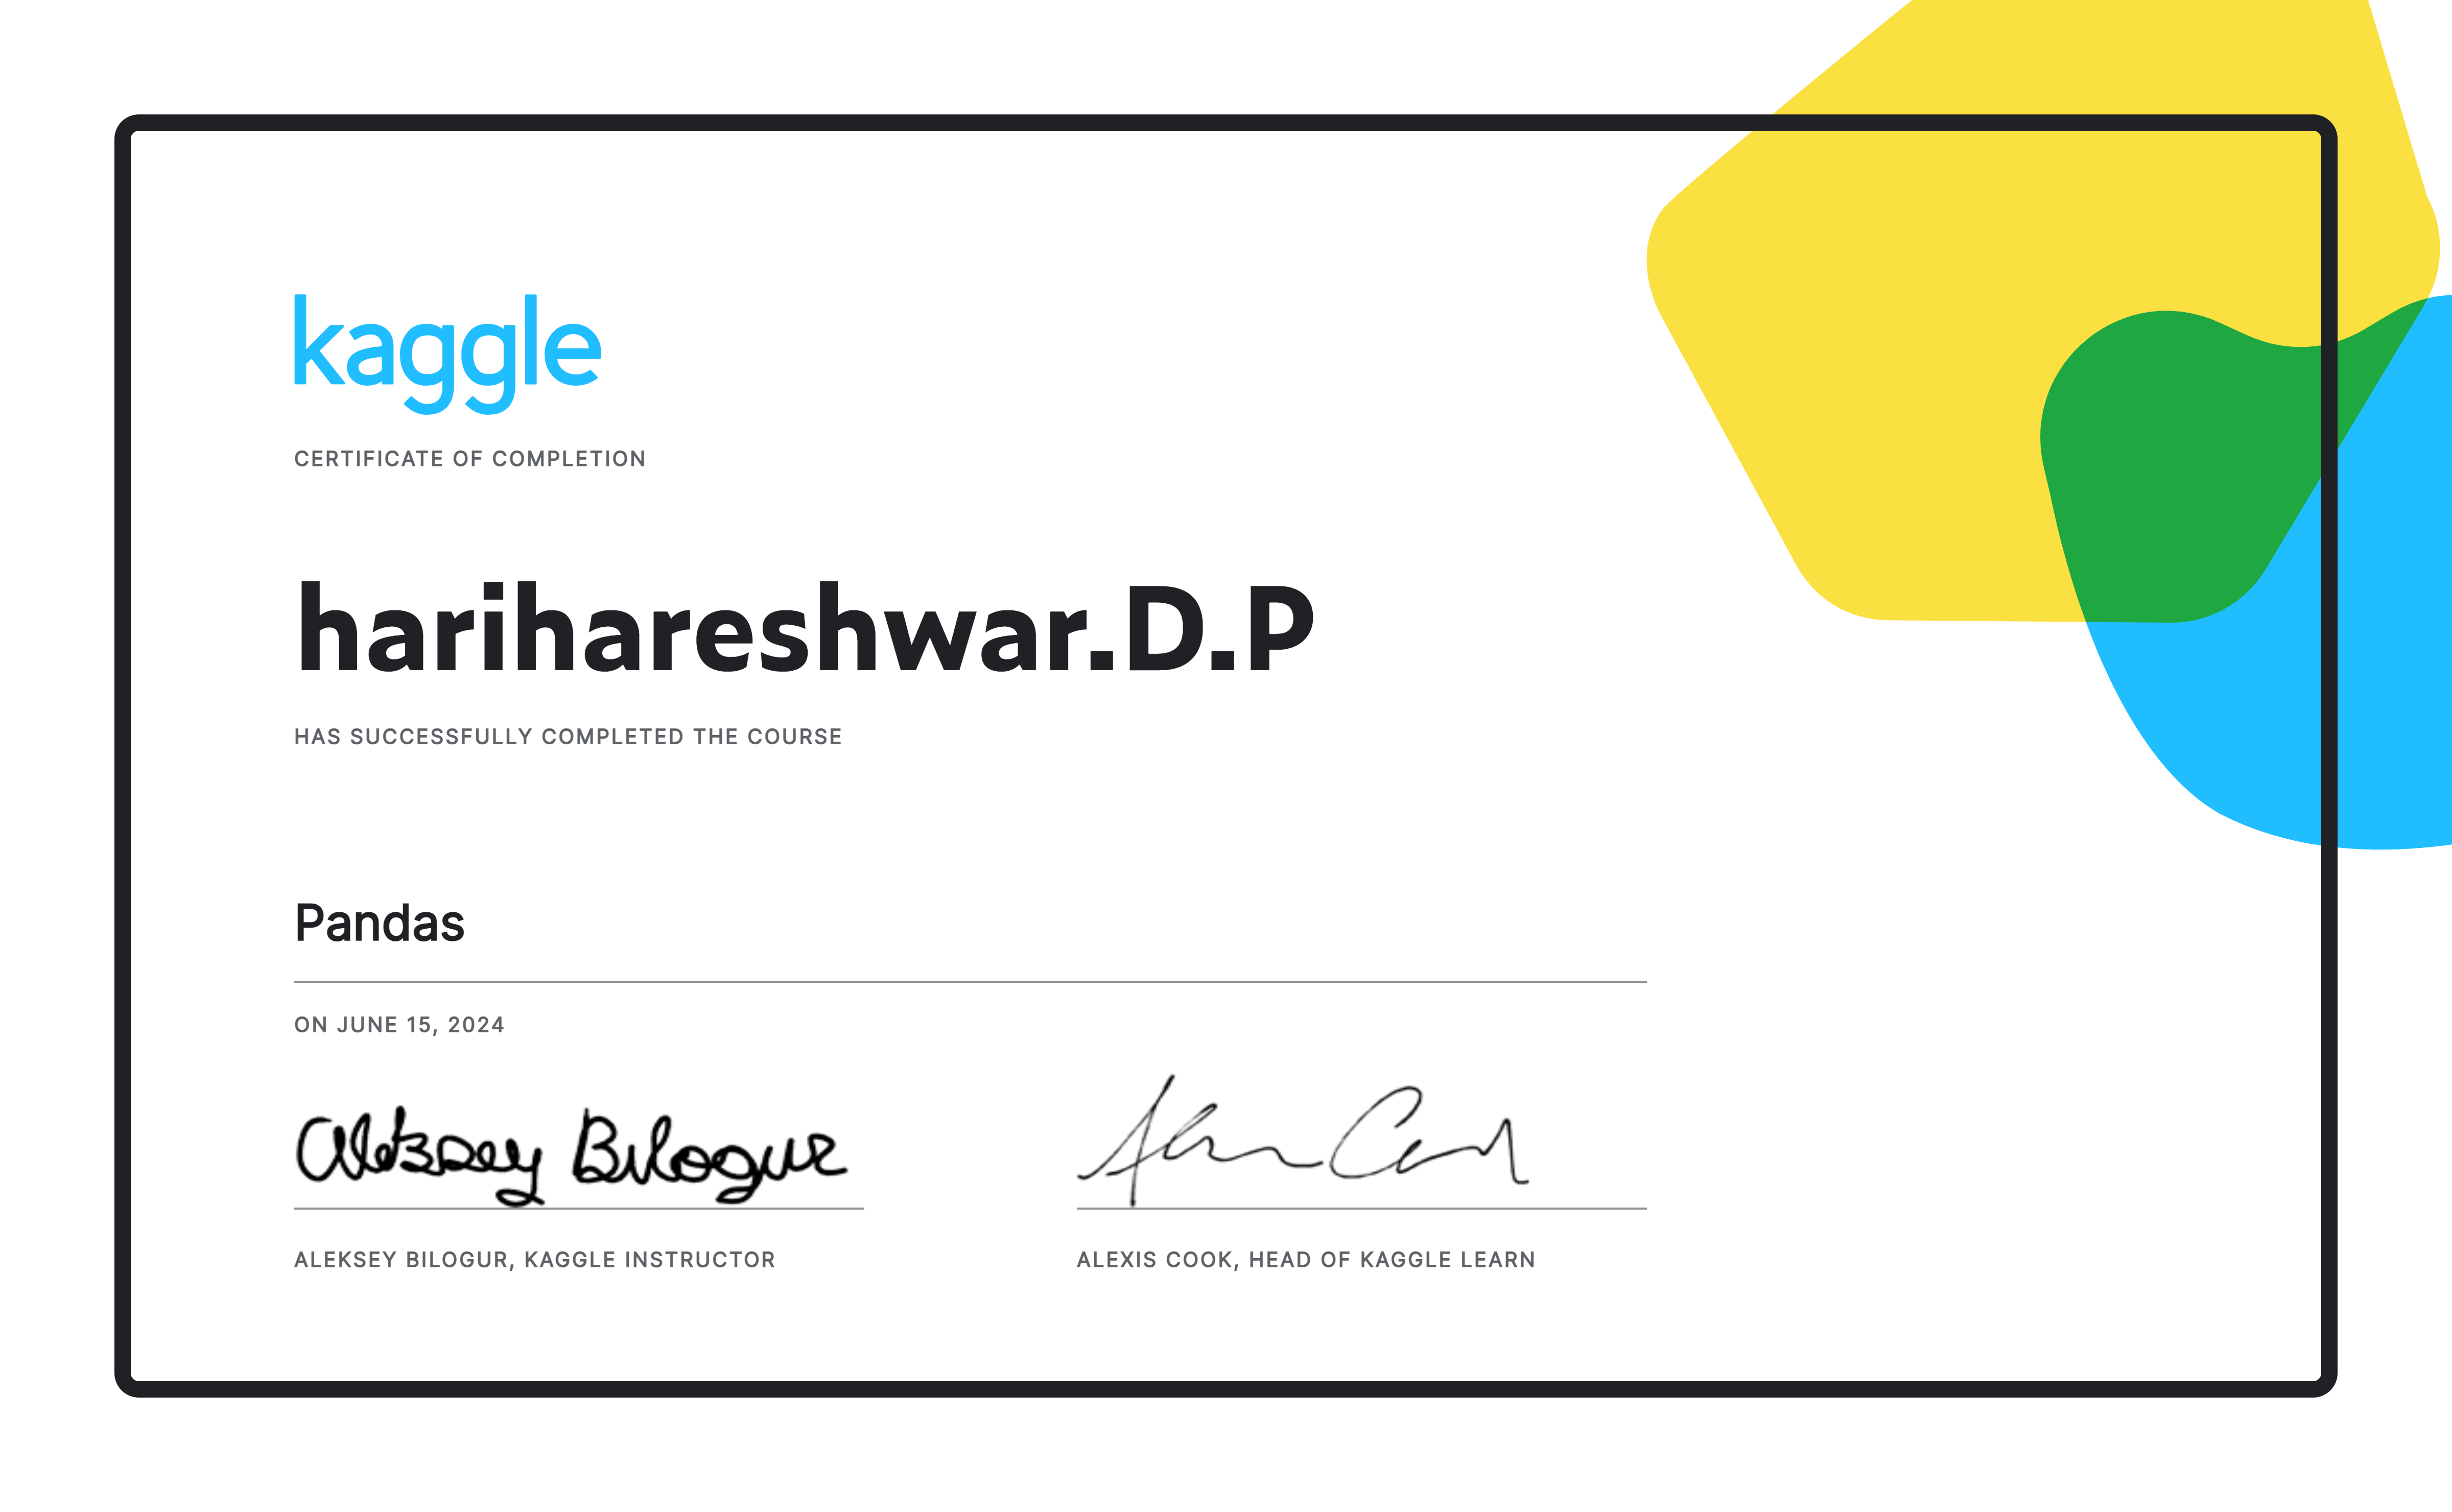 kaggle
CERTIFICATE OF COMPLETION
harihareshwar.D.P
HAS SUCCESSFULLY COMPLETED THE COURSE
Pandas
ON JUNE 15, 2024
Aleksey Bilogur
ALEKSEY BILOGUR, KAGGLE INSTRUCTOR
ALEXIS COOK, HEAD OF KAGGLE LEARN